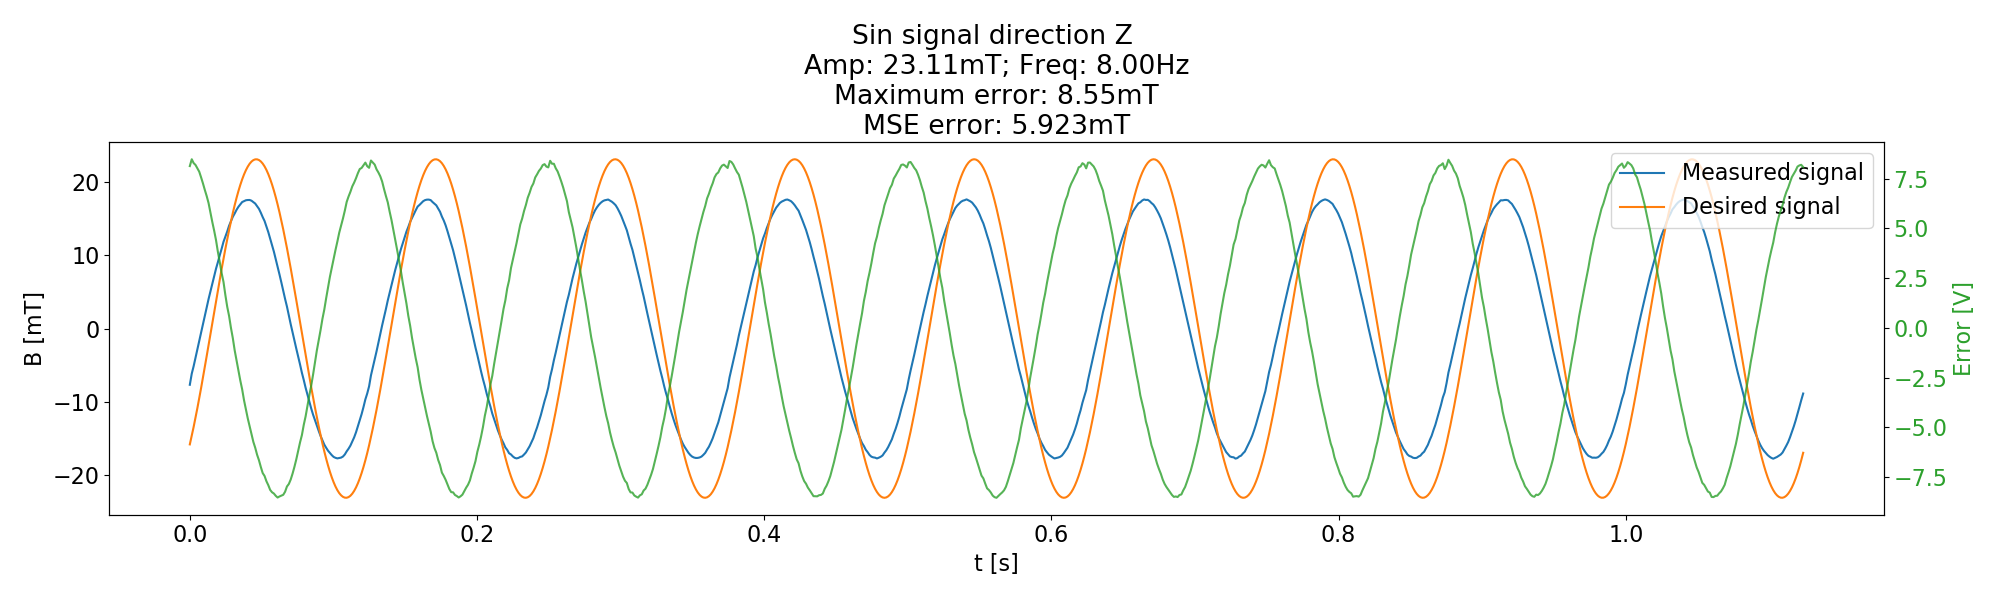 Sin signal direction Z
Amp: 23.11mT; Freq: 8.00Hz
Maximum error: 8.55mT
MSE error: 5.923mT
Measured signal
Desired signal
B [mT]
20
10
0
−10
−20
7.5
5.0
2.5
0.0
−2.5
−5.0
−7.5
Error [V]
0.0 0.2 0.4 0.6 0.8 1.0
t [s]